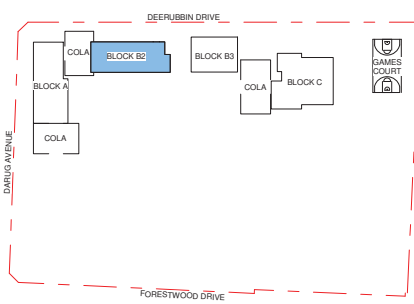 DEERUBBIN DRIVE
COLA
BLOCK B2
BLOCK B3
GAMES
COURT
BLOCK A
COLA
BLOCK C
COLA
DARUG AVENUE
FORESTWOOD DRIVE